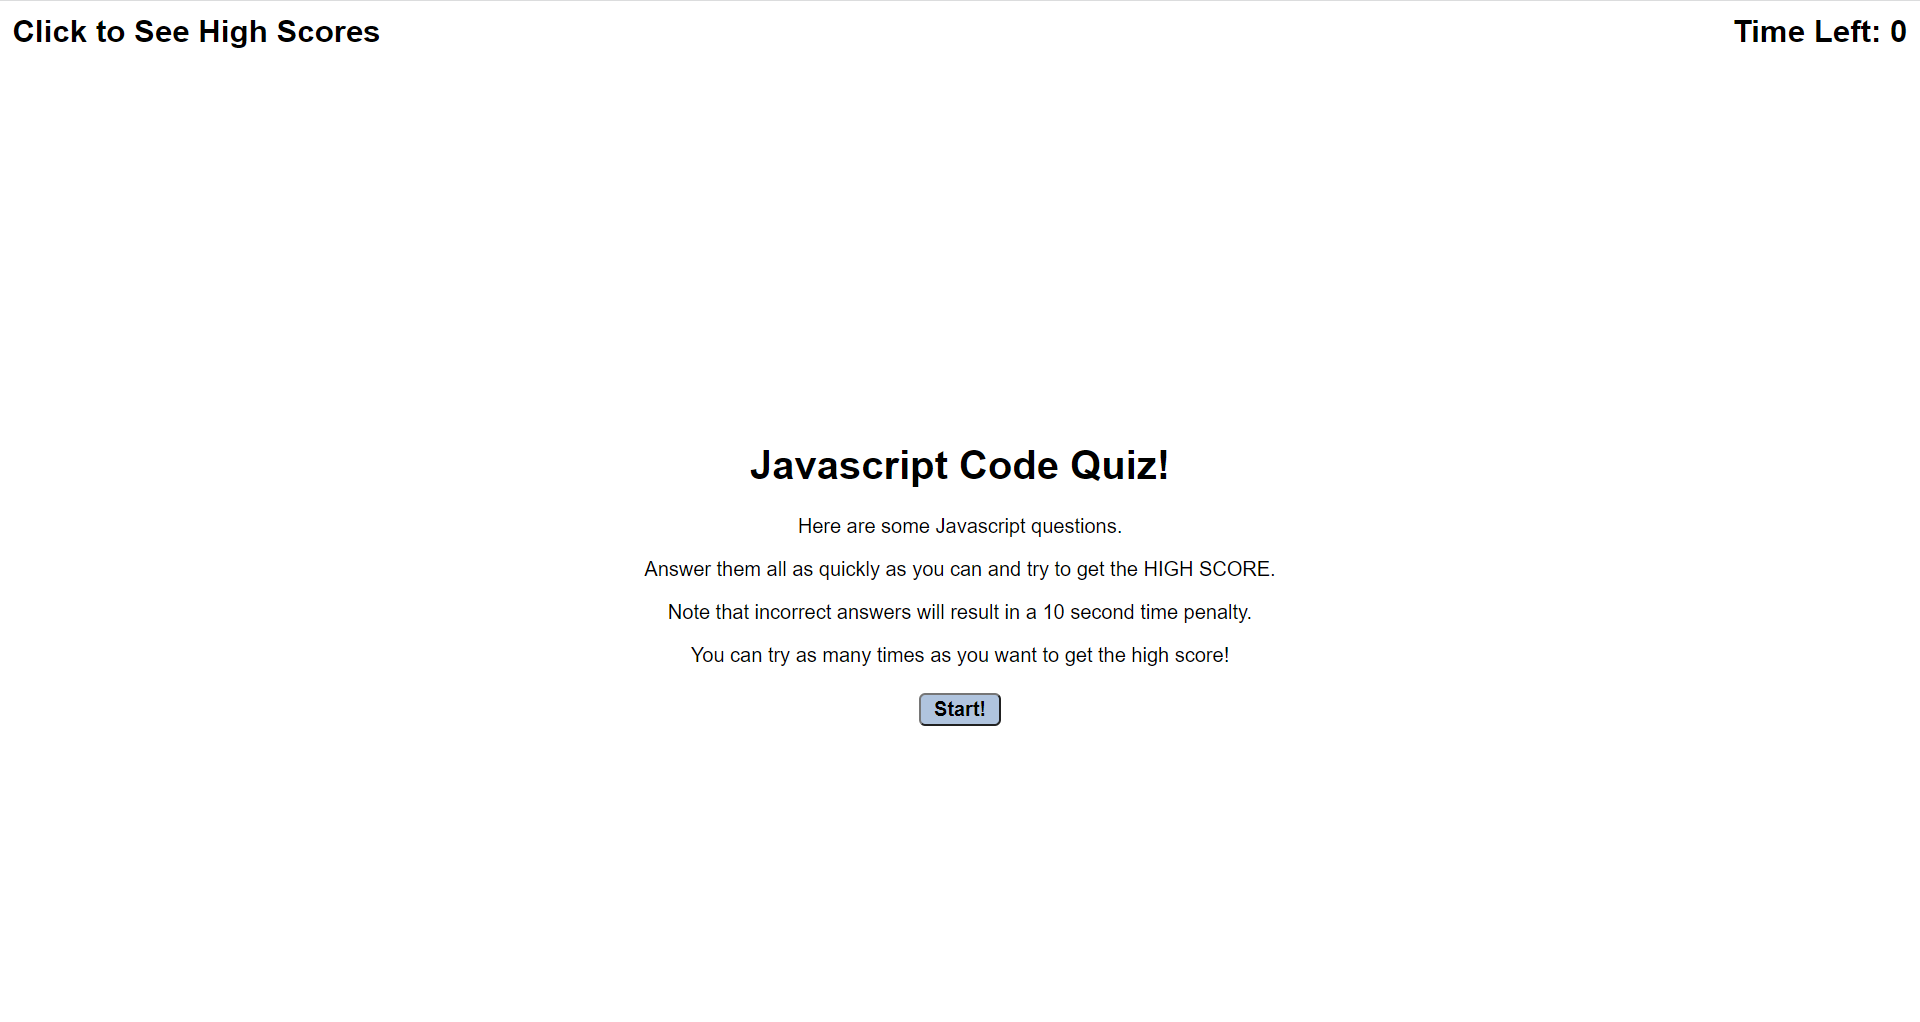 Click to See High Scores
Time Left: 0
Javascript Code Quiz!
Here are some Javascript questions.
Answer them all as quickly as you can and try to get the HIGH SCORE.
Note that incorrect answers will result in a 10 second time penalty.
You can try as many times as you want to get the high score!
Start!